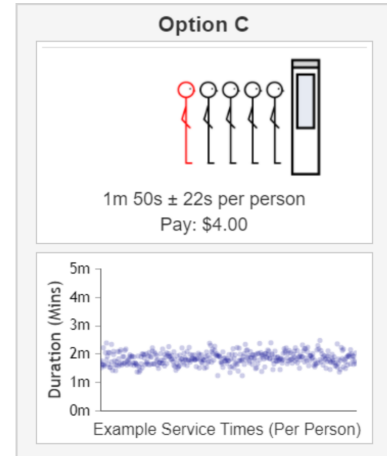 Option C
1m 50s ± 22s per person
Pay: $4.00
Duration (Mins)
5m
4m
3m
2m
1m
0m
Example Service Times (Per Person)